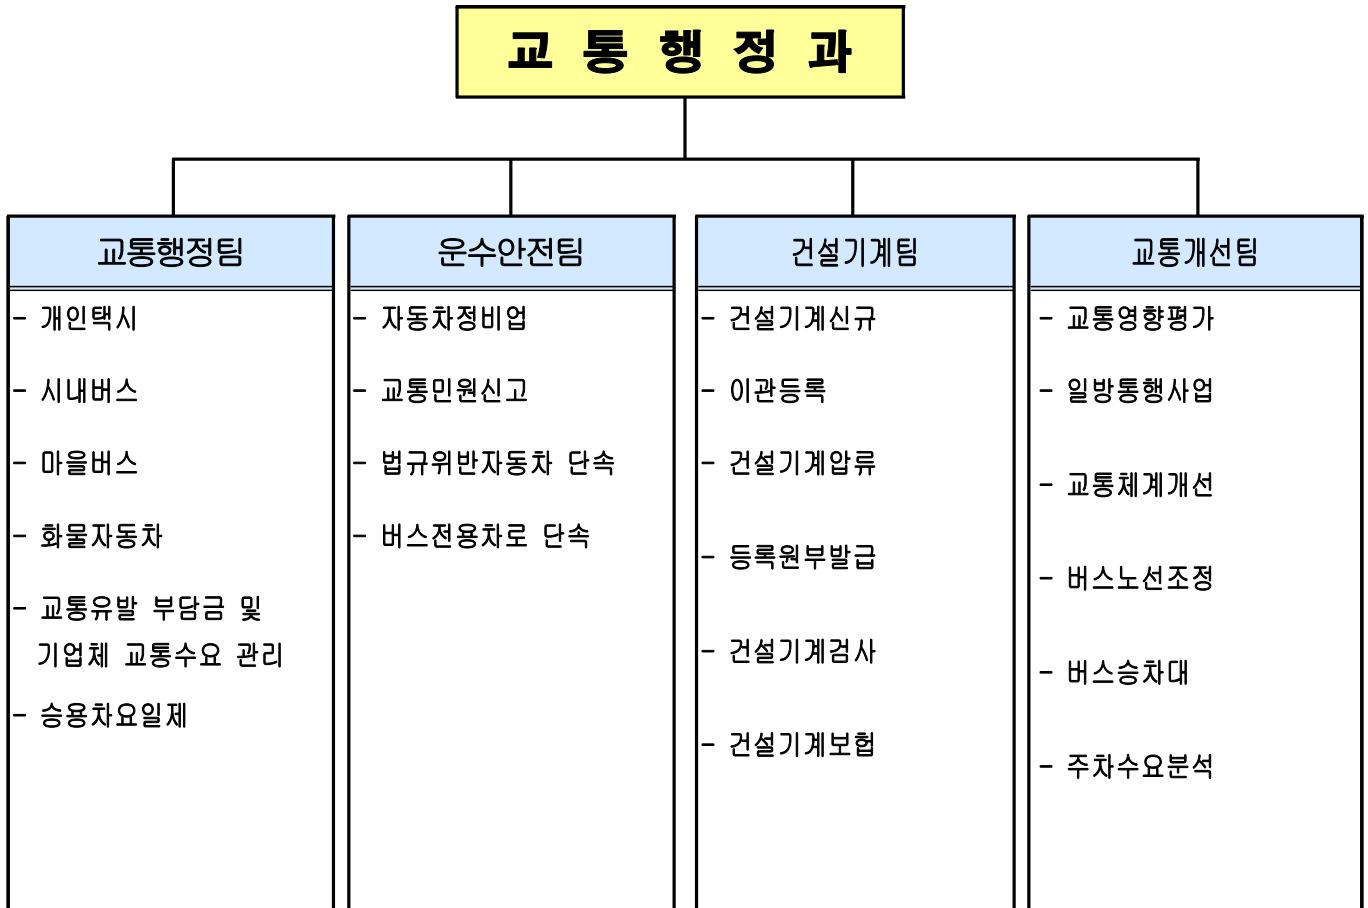 교 통 행 정 과
교통행정팀
- 개인택시
- 시내버스
- 마을버스
- 화물자동차
- 교통유발 부담금 및
기업체 교통수요 관리
- 승용차요일제
운수안전팀
- 자동차정비업
- 교통민원신고
- 법규위반자동차 단속
- 버스전용차로 단속
건설기계팀
- 건설기계신규
- 이관등록
- 건설기계압류
- 등록원부발급
- 건설기계검사
- 건설기계보험
교통개선팀
- 교통영향평가
- 일방통행사업
- 교통체계개선
- 버스노선조정
- 버스승차대
- 주차수요분석